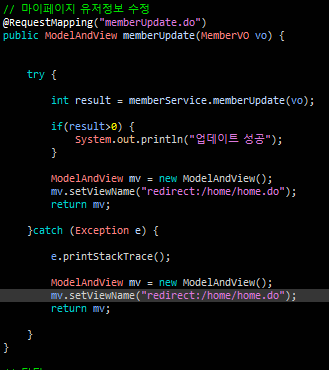 // 마이페이지 유저정보 수정
@RequestMapping("memberUpdate.do")
public ModelAndView memberUpdate(MemberVO vo) {
try {
int result = memberService.memberUpdate(vo);
if(result>0) {
System.out.println("업데이트 성공");
}
ModelAndView mv = new ModelAndView();
mv.setViewName("redirect:/home/home.do");
return mv;
}catch (Exception e) {
e.printStackTrace();
ModelAndView mv = new ModelAndView();
mv.setViewName("redirect:/home/home.do");
return mv;
}
}